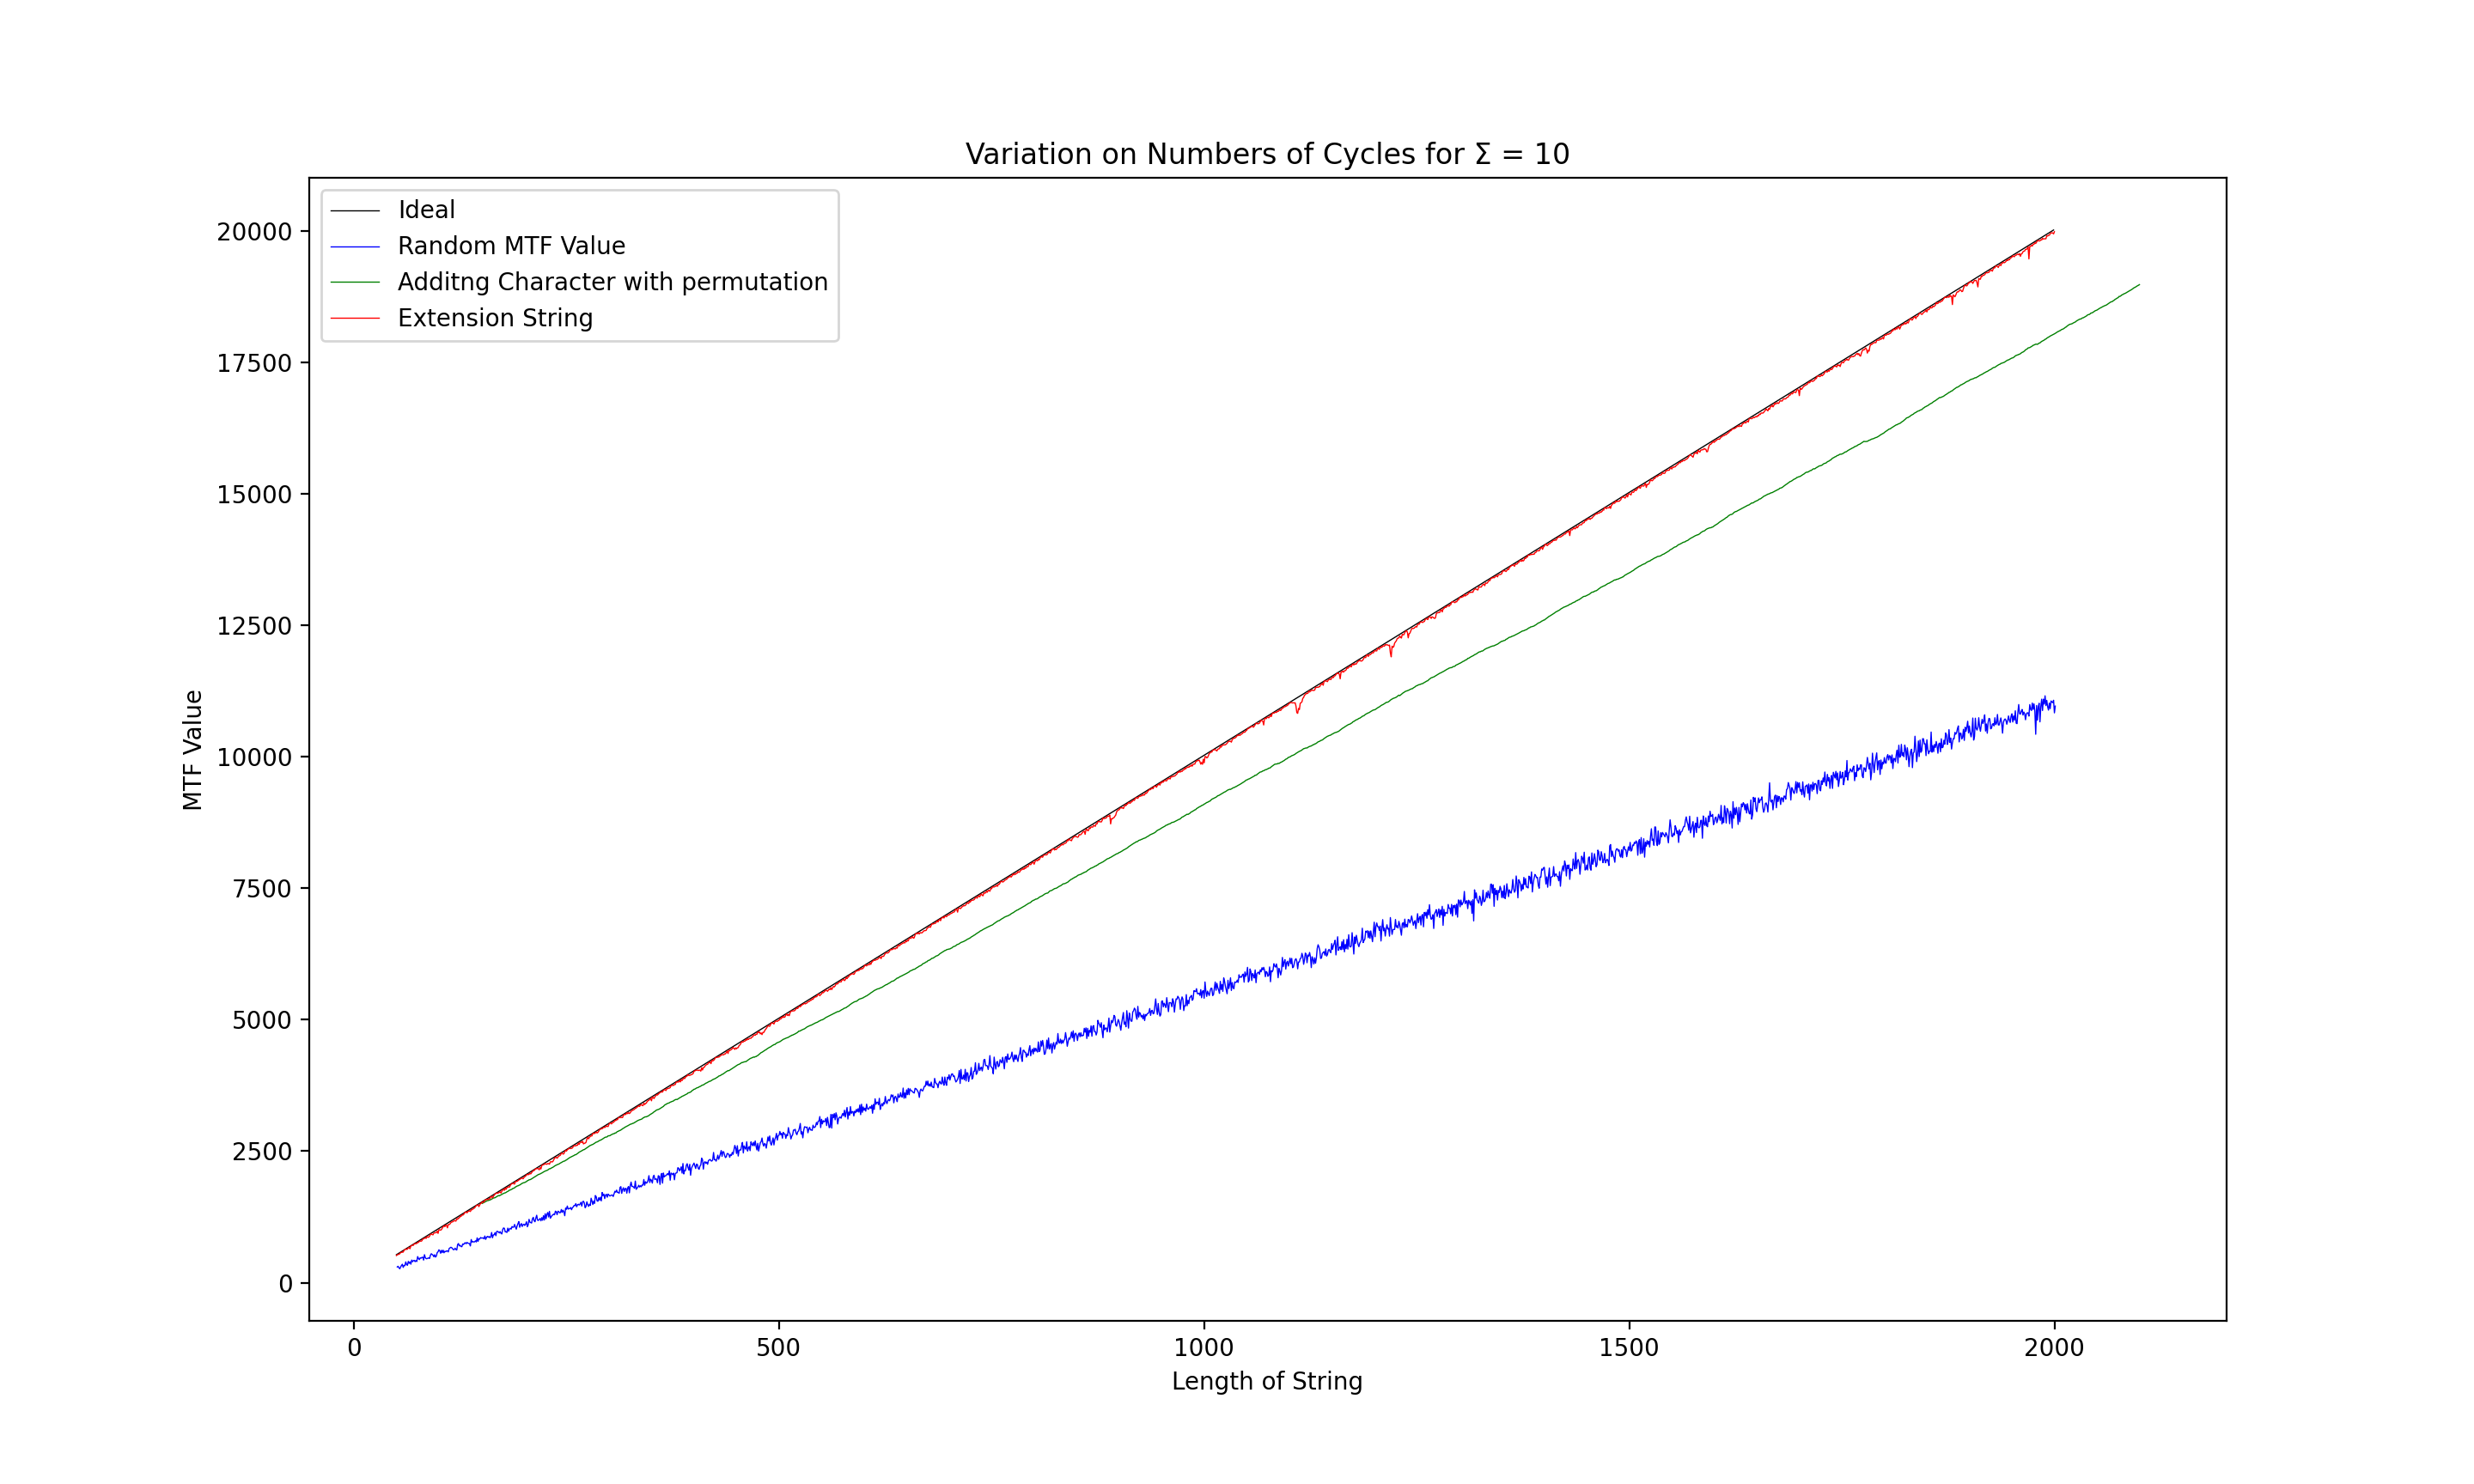 Variation on Numbers of Cycles for Σ = 10
Ideal
Random MTF Value
Additng Character with permutation
Extension String
20000
17500
15000
12500
10000
7500
5000
2500
0
MTF Value
0 500 1000 1500 2000
Length of String